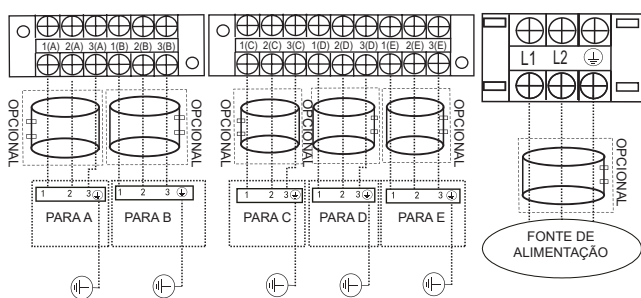 1(A) 2(A) 3(A) 1(B) 2(B) 3(B)
1(C) 2(C) 3(C) 1(D) 2(D) 3(D) 1(E) 2(E) 3(E)
L1 L2
OPCIONAL
OPCIONAL
OPCIONAL
OPCIONAL
OPCIONAL
OPCIONAL
1 2 3
1 2 3
1 2 3
1 2 3
1 2 3
PARA A
PARA B
PARA C
PARA D
PARA E
FONTE DE
ALIMENTAÇÃO